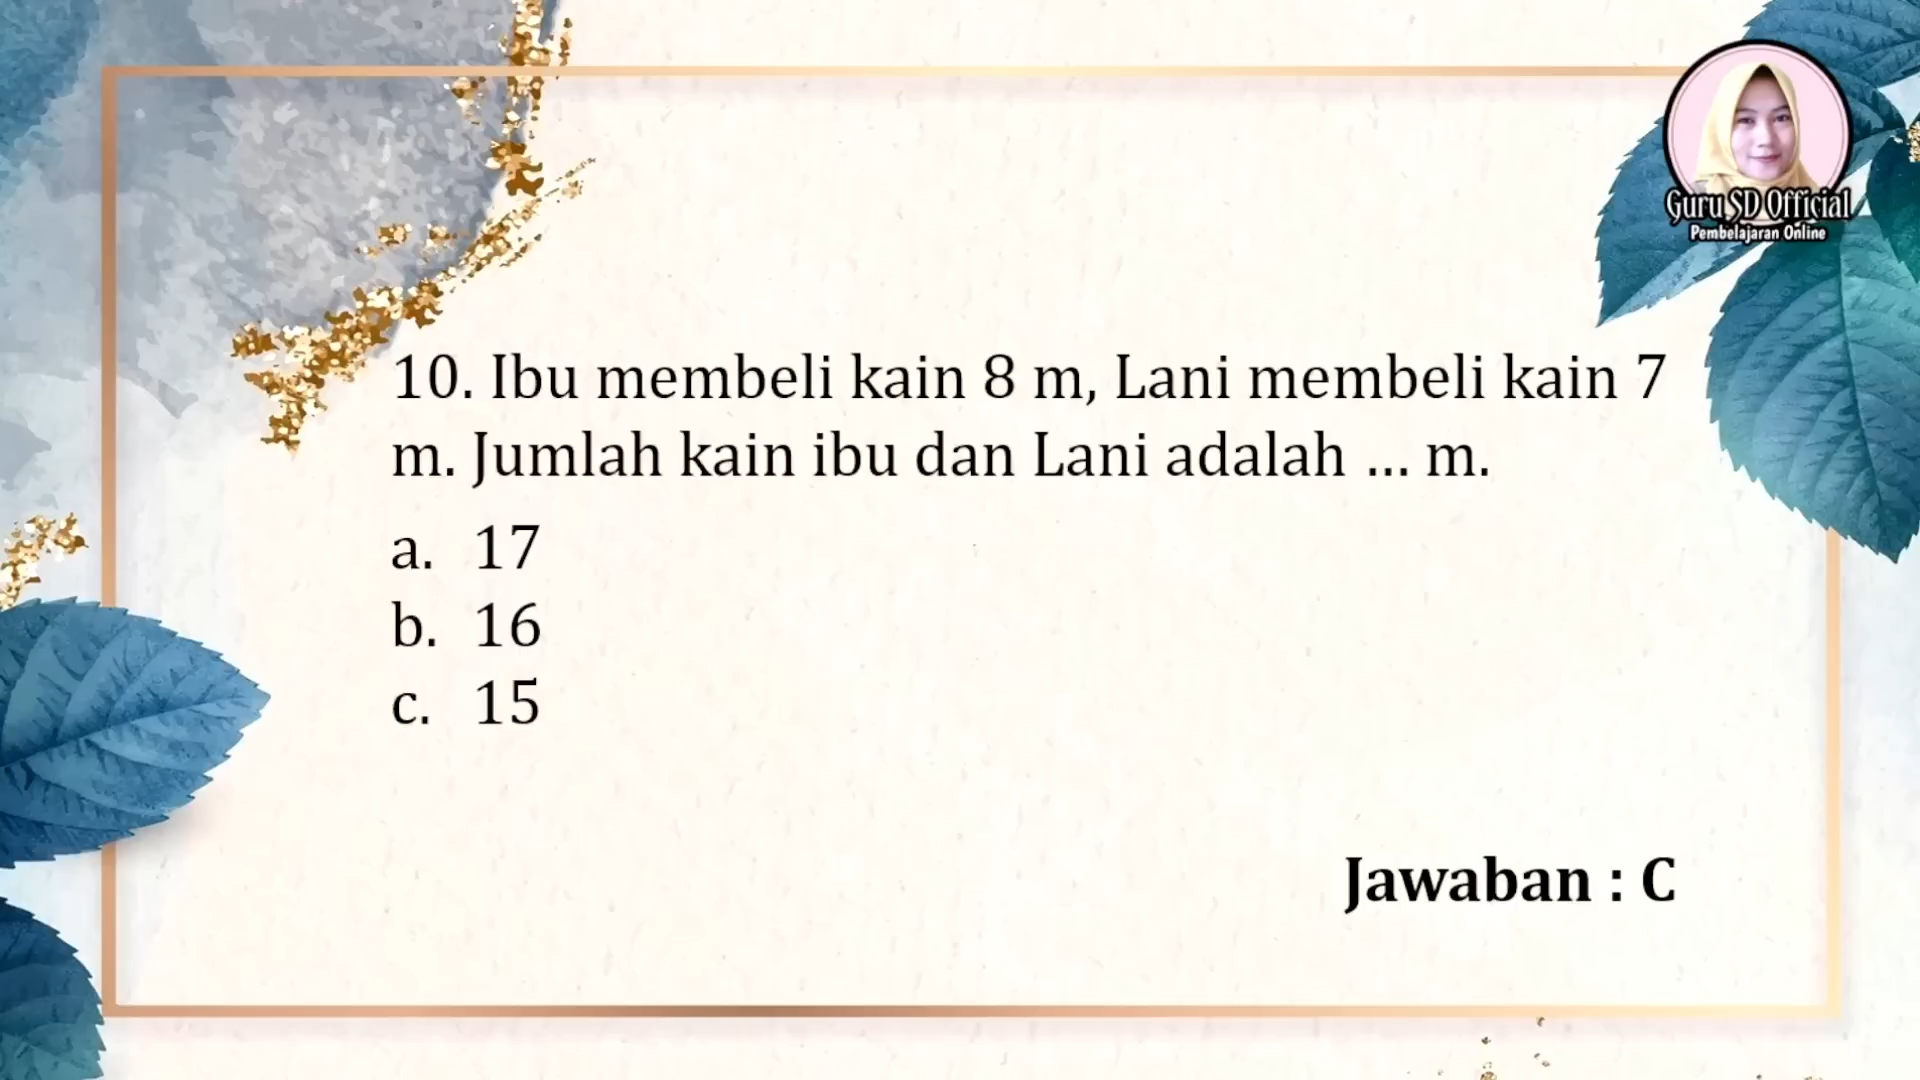 Guru SD Official
Pembelajaran Online
10. Ibu membeli kain 8 m, Lani membeli kain 7
m. Jumlah kain ibu dan Lani adalah ... m.
a. 17
b. 16
c. 15
Jawaban : C